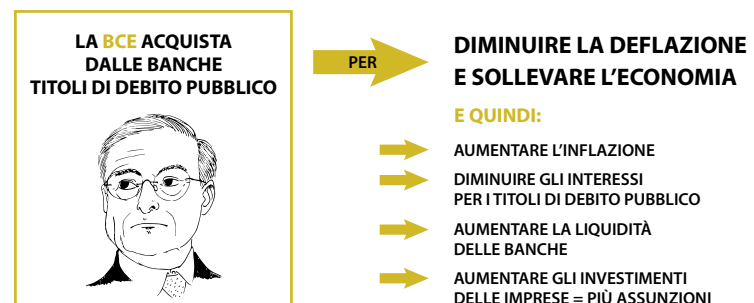 LA BCE ACQUISTA
DALLE BANCHE
TITOLI DI DEBITO PUBBLICO
PER
DIMINUIRE LA DEFLAZIONE
E SOLLEVARE L'ECONOMIA
E QUINDI:
AUMENTARE L'INFLAZIONE
DIMINUIRE GLI INTERESSI
PER I TITOLI DI DEBITO PUBBLICO
AUMENTARE LA LIQUIDITÀ
DELLE BANCHE
AUMENTARE GLI INVESTIMENTI
DELLE IMPRESE = PIÙ ASSUNZIONI